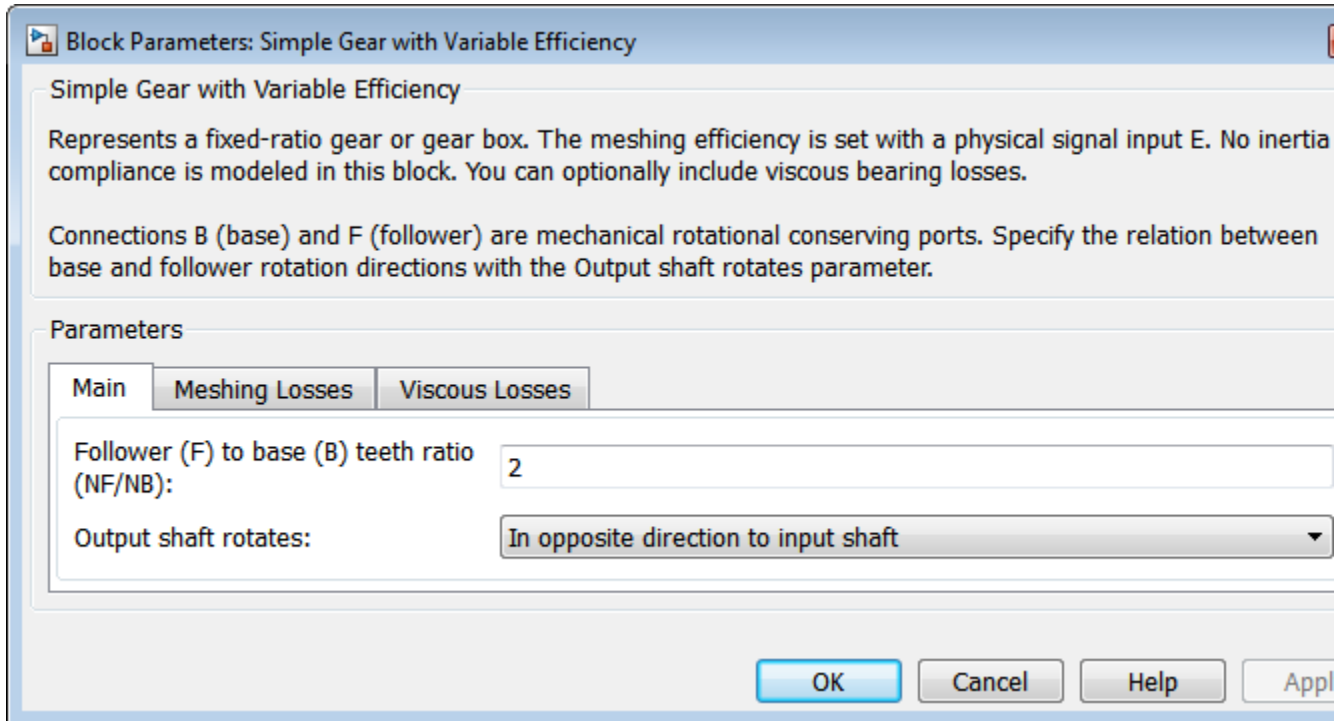 Block Parameters: Simple Gear with Variable Efficiency
Simple Gear with Variable Efficiency
Represents a fixed-ratio gear or gear box. The meshing efficiency is set with a physical signal input E. No inertia
compliance is modeled in this block. You can optionally include viscous bearing losses.
Connections B (base) and F (follower) are mechanical rotational conserving ports. Specify the relation between
base and follower rotation directions with the Output shaft rotates parameter.
Parameters
Main Meshing Losses Viscous Losses
Follower (F) to base (B) teeth ratio
(NF/NB):
2
Output shaft rotates: In opposite direction to input shaft
OK Cancel Help Appl